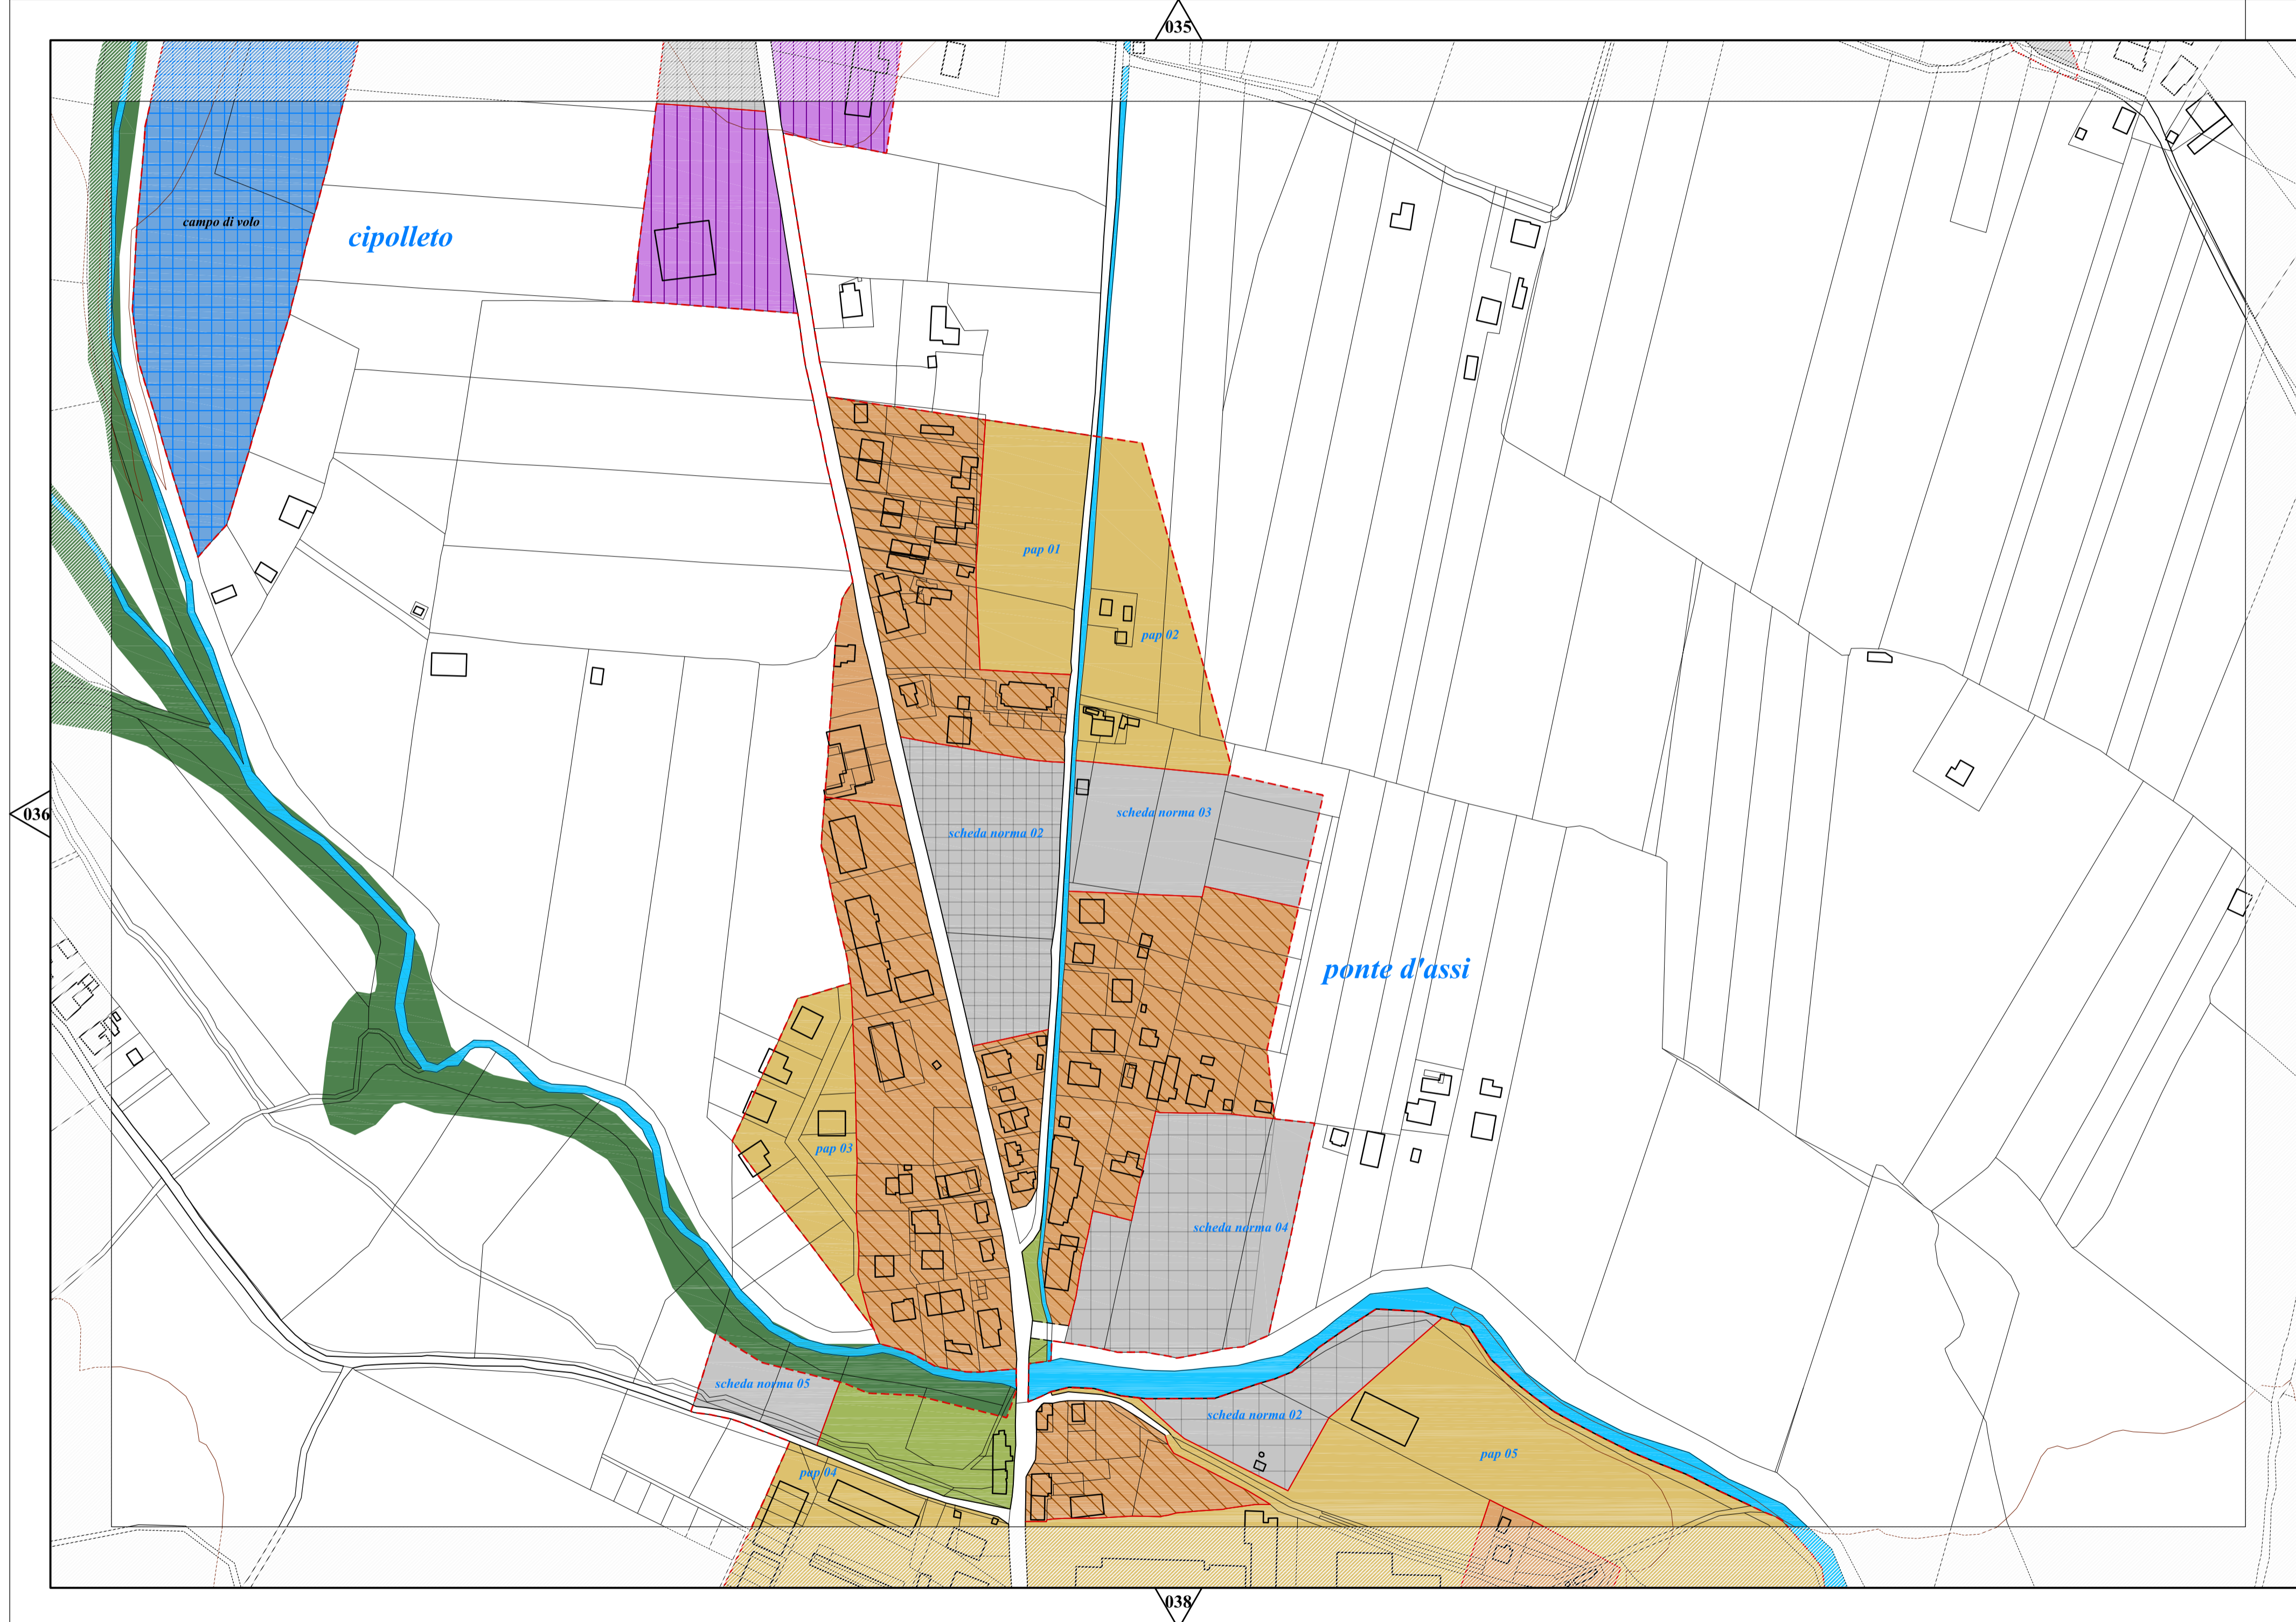 035
campo di volo
cipolleto
pap 01
pap 02
036
scheda norma 03
scheda norma 02
ponte d'assi
pap 03
scheda norma 04
scheda norma 05
scheda norma 02
pap 05
pap 04
038